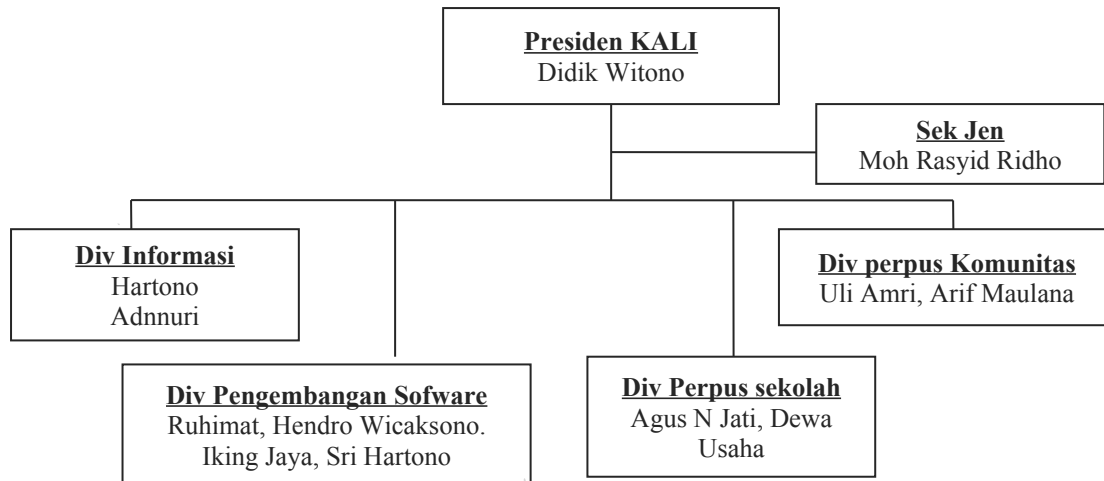 Presiden KALI
Didik Witono
Sek Jen
Moh Rasyid Ridho
Div Informasi
Hartono
Adnnuri
Div perpus Komunitas
Uli Amri, Arif Maulana
Div Pengembangan Sofware
Ruhimat, Hendro Wicaksono.
Iking Jaya, Sri Hartono
Div Perpus sekolah
Agus N Jati, Dewa
Usaha